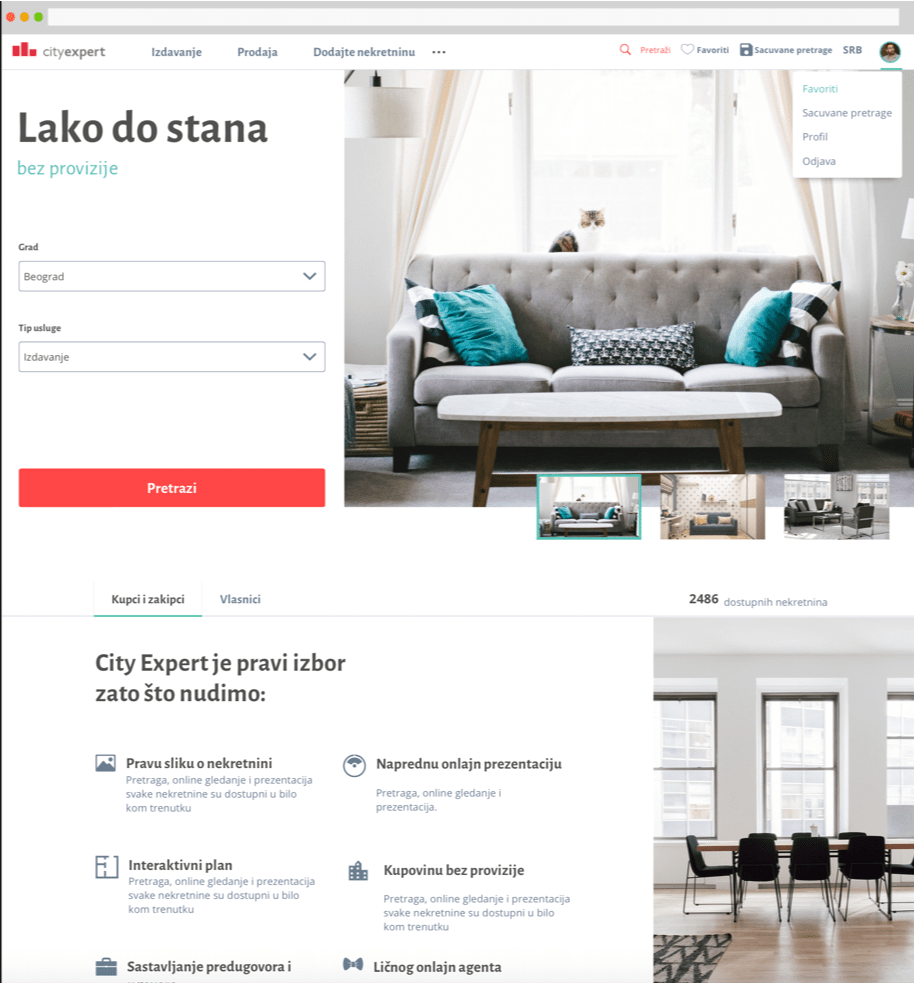 cityexpert
Izdavanje
Prodaja
Dodajte nekretninu
Pretraži
Favoriti
Sacuvane pretrage
SRB
Favoriti
Sacuvane pretrage
Profil
Odjava
Lako do stana
bez provizije
Grad
Beograd
Tip usluge
Izdavanje
Pretrazi
Kupci i zakipci
Vlasnici
2486 dostupnih nekretnina
City Expert je pravi izbor
zato što nudimo:
Pravu sliku o nekretnini
Pretraga, online gledanje i prezentacija
svake nekretnine su dostupni u bilo
kom trenutku
Naprednu onlajn prezentaciju
Pretraga, online gledanje i
prezentacija.
Interaktivni plan
Pretraga, online gledanje i prezentacija
svake nekretnine su dostupni u bilo
kom trenutku
Kupovinu bez provizije
Pretraga, online gledanje i prezentacija
svake nekretnine su dostupni u bilo
kom trenutku
Sastavljanje predugovora i
Ličnog onlajn agenta